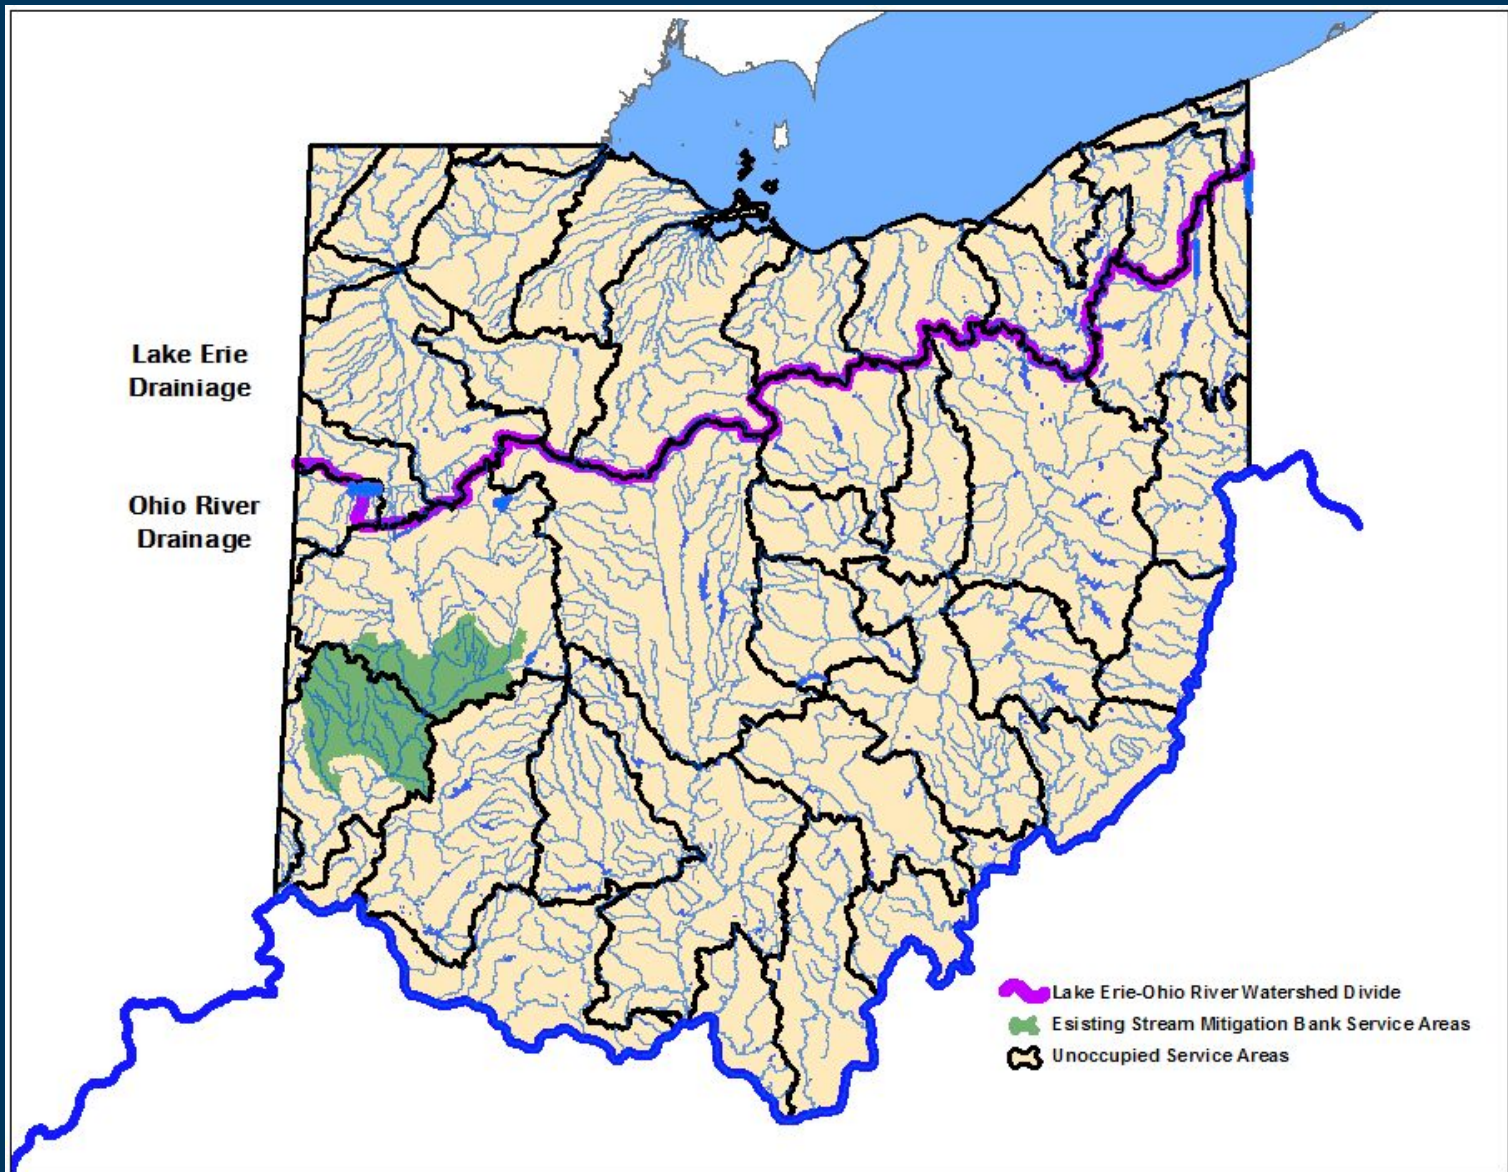 Lake Erie
Drainiage
Ohio River
Drainage
Lake Erie-Ohio River Watershed Divide
Esisting Stream Mitigation Bank Service Areas
Unoccupied Service Areas